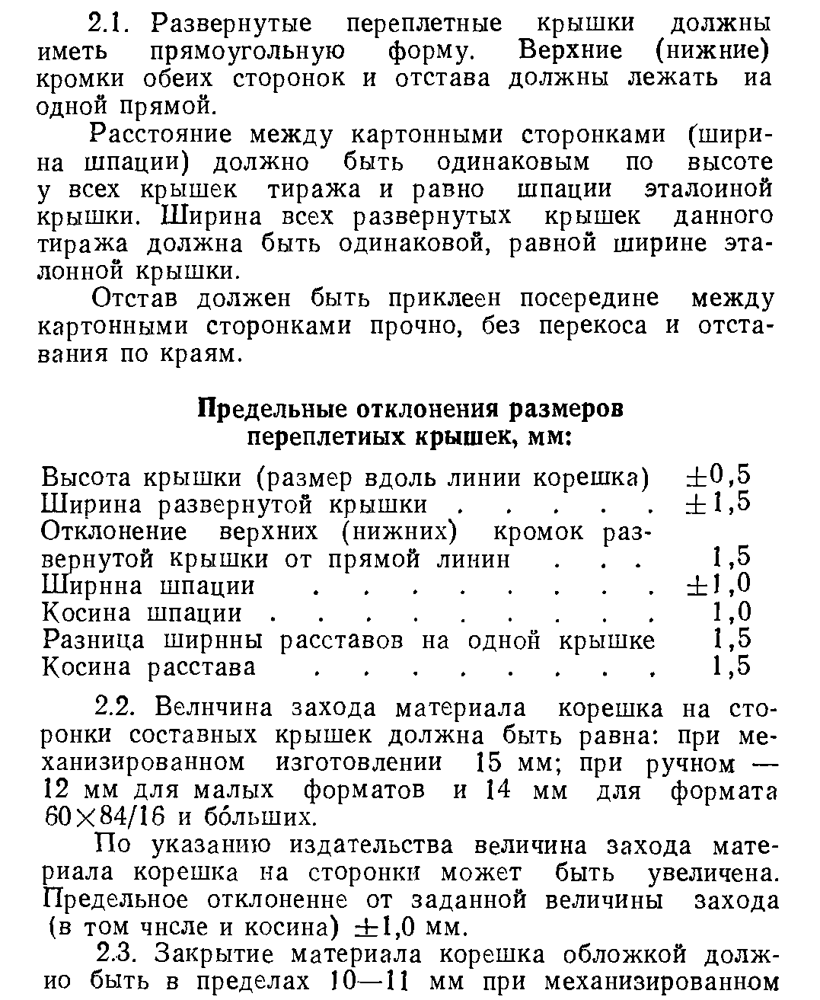 2.1. Развернутые переплетные крышки должны
иметь прямоугольную форму. Верхние (нижние)
кромки обеих сторонок и отстава должны лежать иа
одной прямой.
Расстояние между картонными сторонками (шири-
на шпации) должно быть одинаковым по высоте
у всех крышек тиража и равно шпации эталоиной
крышки. Ширина всех развернутых крышек данного
тиража должна быть одинаковой, равной ширине эта-
лонной крышки.
Отстав должен быть приклеен посередине между
картонными сторонками прочно, без перекоса и отста-
вания по краям.
Предельные отклонения размеров
переплетиых крышек, мм:
Высота крышки (размер вдоль линии корешка) ±0,5
Ширина развернутой крышки . . . . . ±1,5
Отклонение верхних (нижних) кромок раз-
вернутой крышки от прямой линин . . . 1,5
Ширнна шпации . . . . . . . . ±1,0
Косина шпации . . . . . . . . . 1,0
Разница ширнны расставов на одной крышке 1,5
Косина расстава . . . . . . . . 1,5
2.2. Велнчина захода материала корешка на сто-
ронки составных крышек должна быть равна: при ме-
ханизированном изготовлении 15 мм; при ручном —
12 мм для малых форматов и 14 мм для формата
60×84/16 и бо́льших.
По указанию издательства величина захода мате-
риала корешка на сторонки может быть увеличена.
Предельное отклоненне от заданной величины захода
(в том чнсле и косина) ±1,0 мм.
2.3. Закрытие материала корешка обложкой долж-
ио быть в пределах 10—11 мм при механизированном